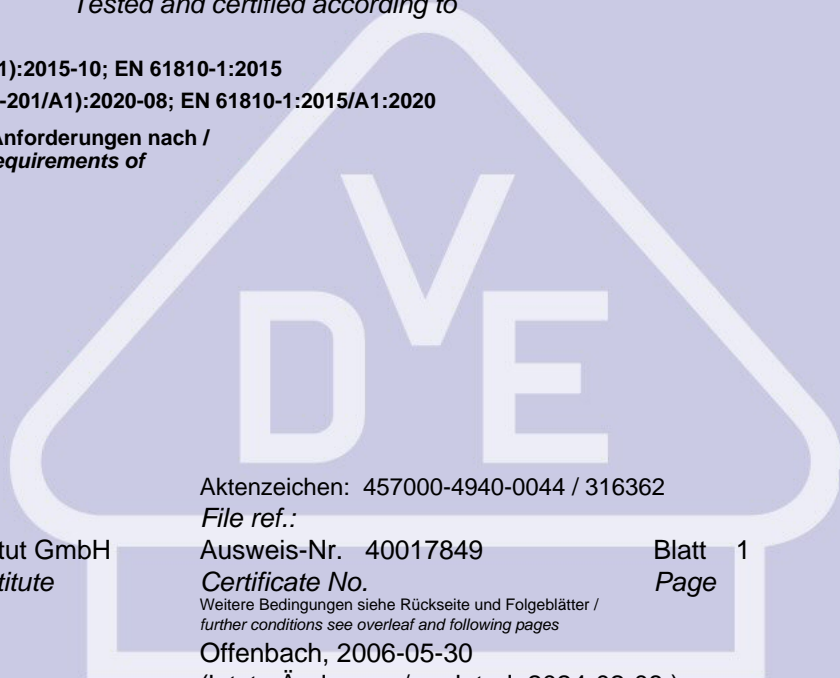 Tested and certified according to
1):2015-10; EN 61810-1:2015
-201/A1):2020-08; EN 61810-1:2015/A1:2020
Anforderungen nach /
equirements of
VDE
Aktenzeichen: 457000-4940-0044 / 316362
File ref.:
tut GmbH Ausweis-Nr. 40017849 Blatt 1
titute Certificate No. Page
Weitere Bedingungen siehe Rückseite und Folgeblätter /
further conditions see overleaf and following pages
Offenbach, 2006-05-30